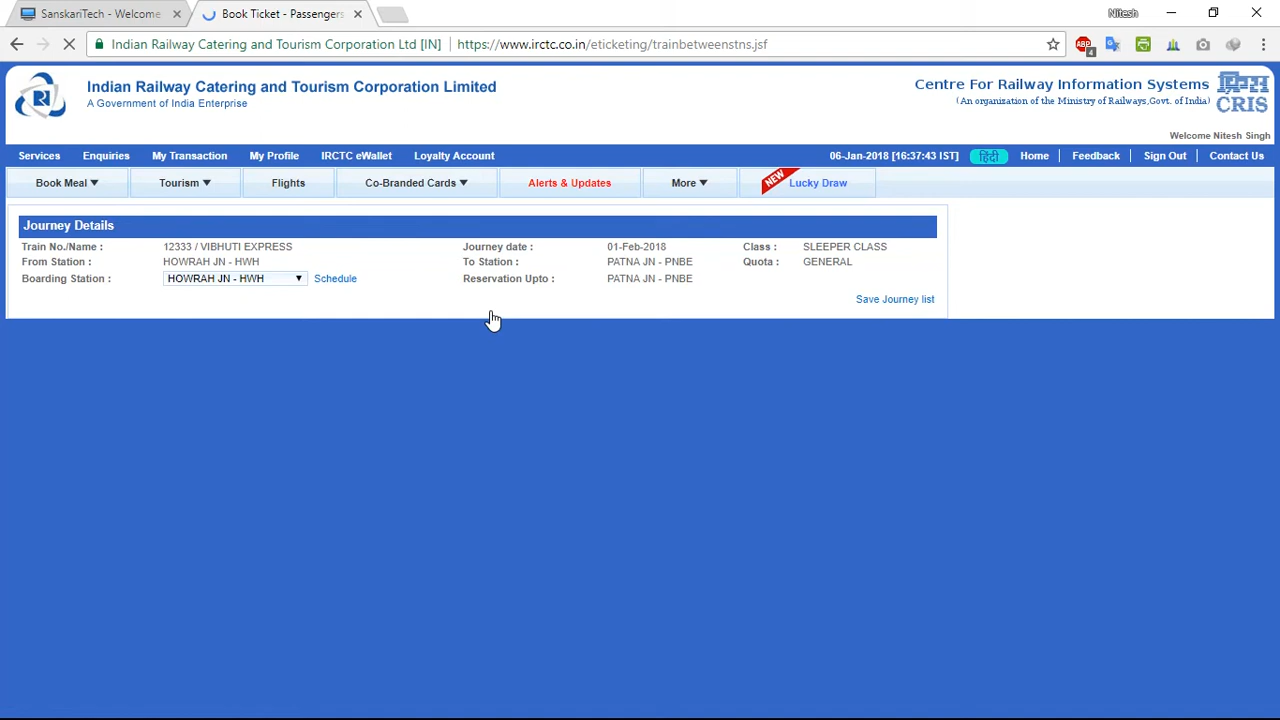 SanskariTech - Welcome
Book Ticket - Passengers
Nitesh
Indian Railway Catering and Tourism Corporation Ltd [IN]
https://www.irctc.co.in/eticketing/trainbetweenstns.jsf
ABP
4
Indian Railway Catering and Tourism Corporation Limited
A Government of India Enterprise
Centre For Railway Information Systems
(An organization of the Ministry of Railways,Govt. of India)
क्रिस
CRIS
Welcome Nitesh Singh
Services Enquiries My Transaction My Profile IRCTC eWallet Loyalty Account
06-Jan-2018 [16:37:43 IST] हिंदी Home Feedback Sign Out Contact Us
Book Meal Tourism Flights Co-Branded Cards Alerts & Updates More NEW Lucky Draw
Journey Details
Train No./Name : 12333 / VIBHUTI EXPRESS Journey date : 01-Feb-2018 Class : SLEEPER CLASS
From Station : HOWRAH JN - HWH To Station : PATNA JN - PNBE Quota : GENERAL
Boarding Station : HOWRAH JN - HWH Schedule Reservation Upto : PATNA JN - PNBE
Save Journey list